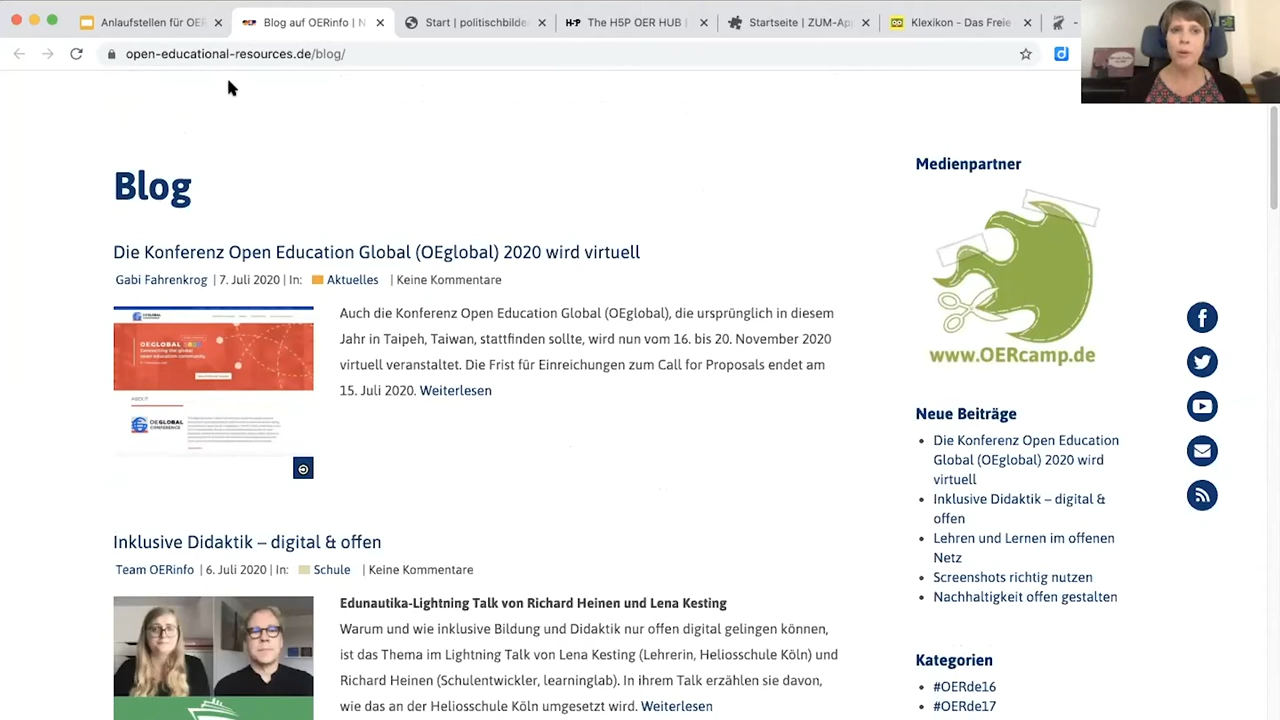 Anlaufstellen für OER
Blog auf OERinfo | N
Start | politischbilde
H5P
The H5P OER HUB |
Startseite | ZUM-Ap
Klexikon - Das Freie
open-educational-resources.de/blog/
Blog
Die Konferenz Open Education Global (OEglobal) 2020 wird virtuell
Gabi Fahrenkrog | 7. Juli 2020 | In: Aktuelles | Keine Kommentare
Auch die Konferenz Open Education Global (OEglobal), die ursprünglich in diesem
Jahr in Taipeh, Taiwan, stattfinden sollte, wird nun vom 16. bis 20. November 2020
virtuell veranstaltet. Die Frist für Einreichungen zum Call for Proposals endet am
15. Juli 2020. Weiterlesen
OEGLOBAL
ABOUT
Inklusive Didaktik – digital & offen
Team OERinfo | 6. Juli 2020 | In: Schule | Keine Kommentare
Edunautika-Lightning Talk von Richard Heinen und Lena Kesting
Warum und wie inklusive Bildung und Didaktik nur offen digital gelingen können,
ist das Thema im Lightning Talk von Lena Kesting (Lehrerin, Heliosschule Köln) und
Richard Heinen (Schulentwickler, learninglab). In ihrem Talk erzählen sie davon,
wie das an der Heliosschule Köln umgesetzt wird. Weiterlesen
Medienpartner
www.OERcamp.de
Neue Beiträge
Die Konferenz Open Education
Global (OEglobal) 2020 wird
virtuell
Inklusive Didaktik – digital &
offen
Lehren und Lernen im offenen
Netz
Screenshots richtig nutzen
Nachhaltigkeit offen gestalten
Kategorien
#OERde16
#OERde17